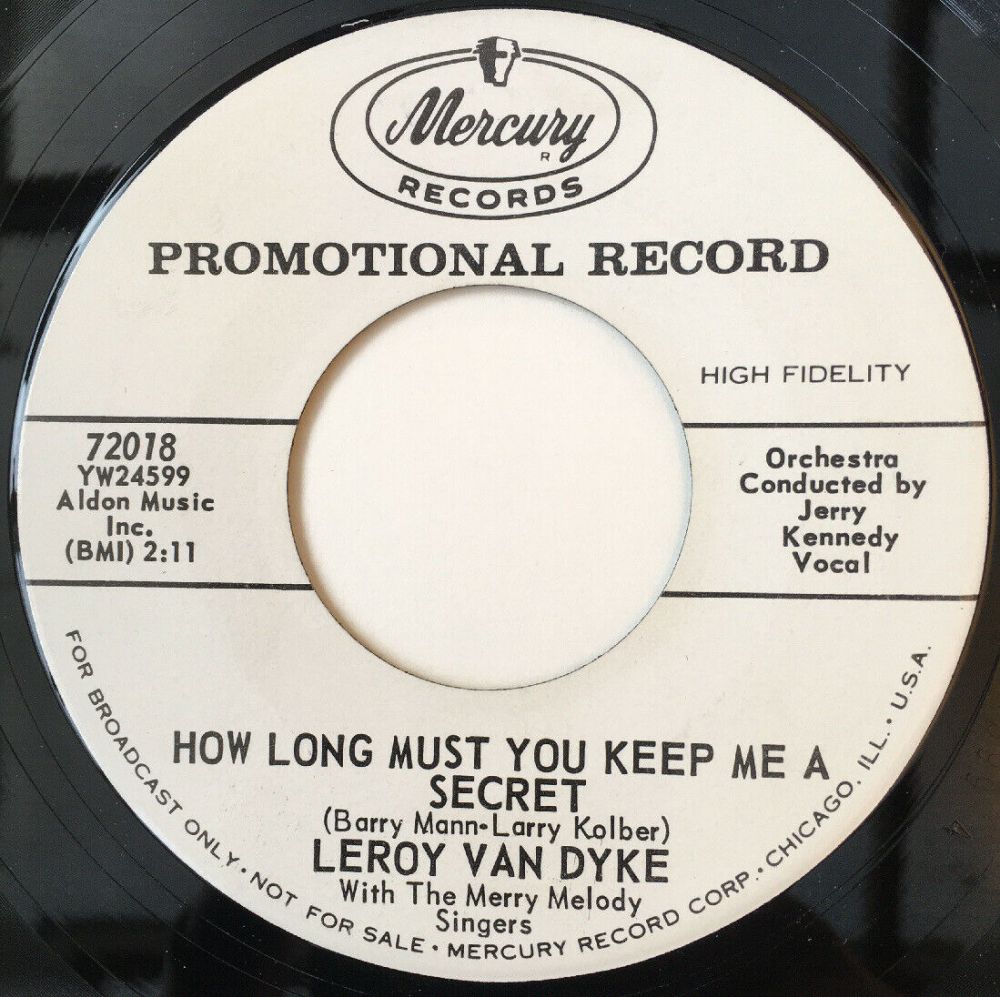 Mercury
R
RECORDS
PROMOTIONAL RECORD
HIGH FIDELITY
72018
YW24599
Aldon Music
Inc.
(BMI) 2:11
Orchestra
Conducted by
Jerry
Kennedy
Vocal
HOW LONG MUST YOU KEEP ME A
SECRET
(Barry Mann-Larry Kolber)
LEROY VAN DYKE
With The Merry Melody
Singers
FOR BROADCAST ONLY • NOT FOR SALE • MERCURY RECORD CORP. • CHICAGO, ILL. • U.S.A.